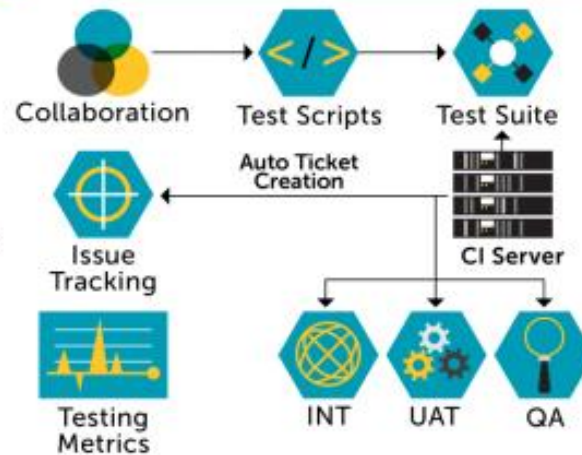 Collaboration
Test Scripts
Test Suite
Auto Ticket
Creation
Issue
Tracking
CI Server
Testing
Metrics
INT
UAT
QA